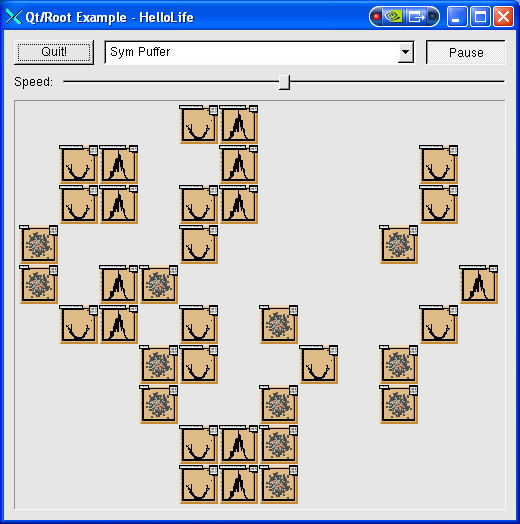 Qt/Root Example - HelloLife
Quit!
Sym Puffer
Pause
Speed: